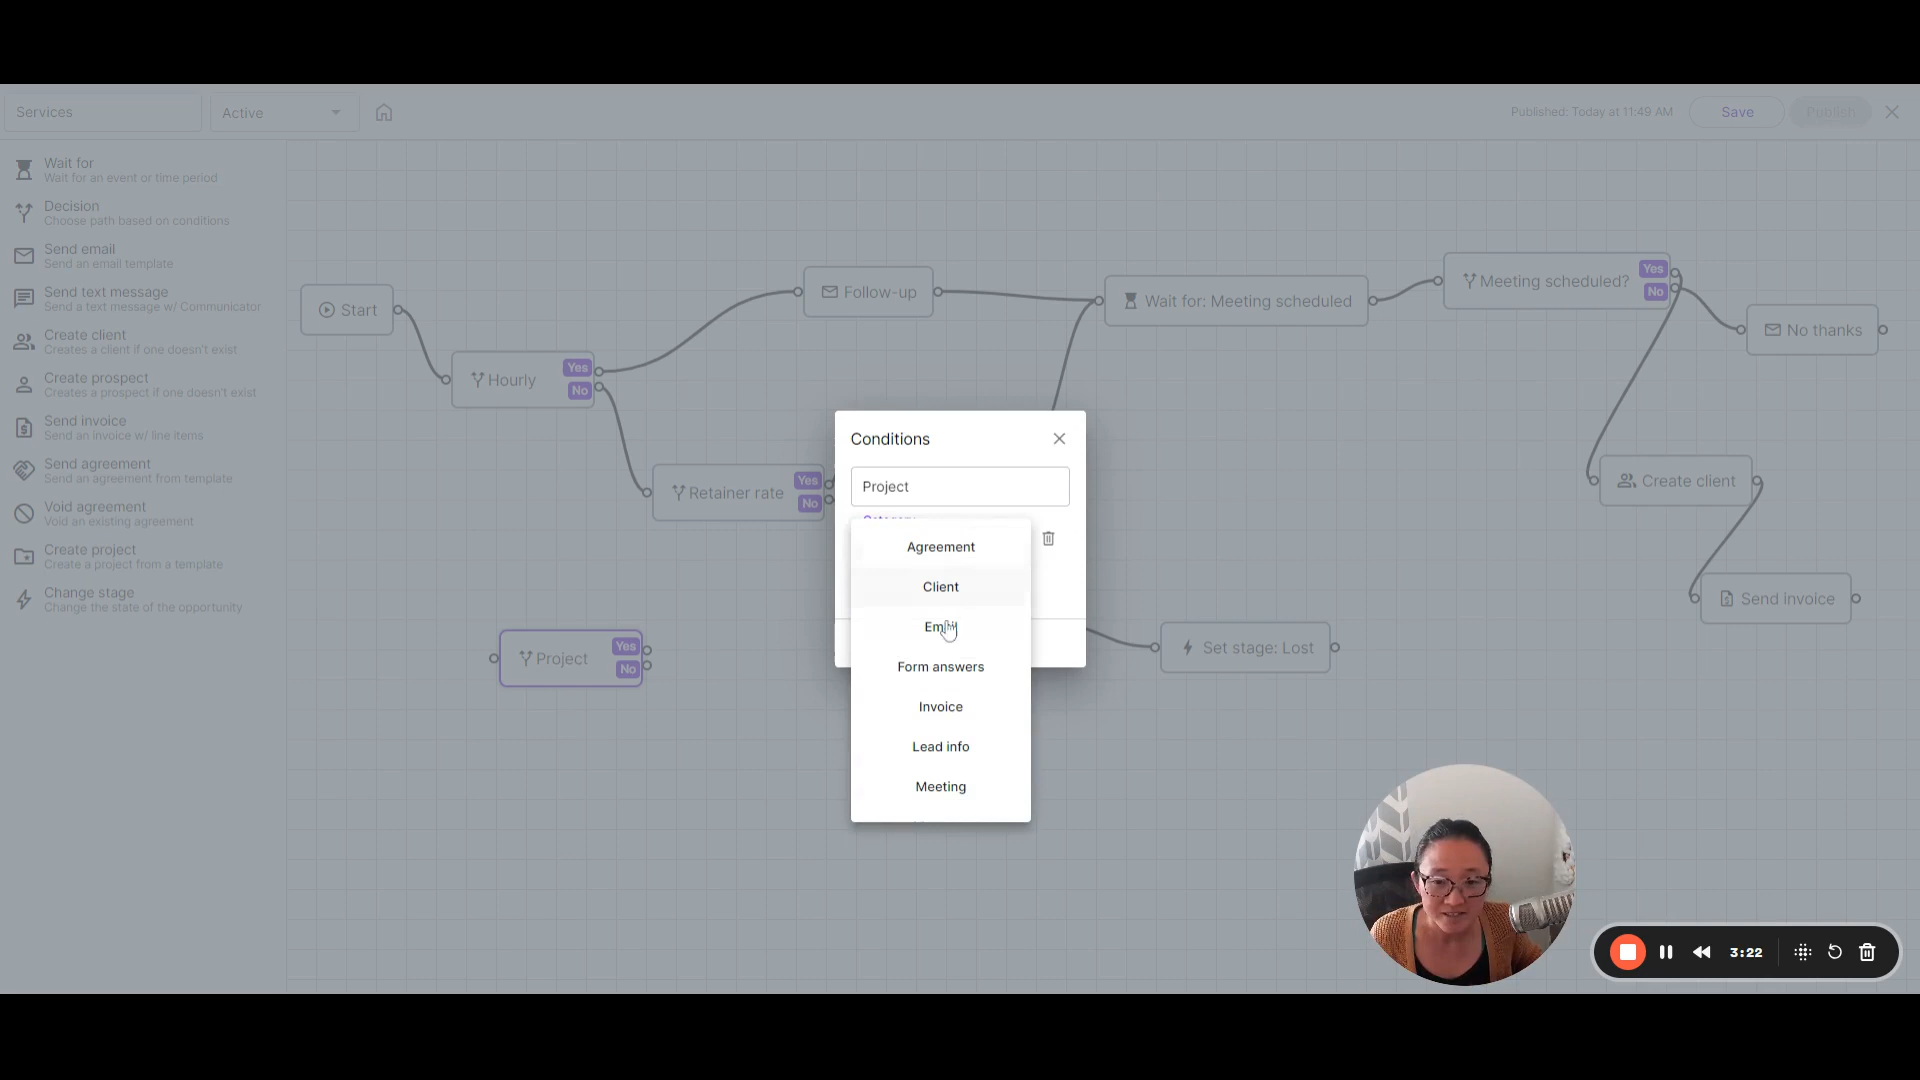 Services
Active
Published: Today at 11:49 AM
Save
Publish
Wait for
Wait for an event or time period
Decision
Choose path based on conditions
Send email
Send an email template
Send text message
Send a text message w/ Communicator
Create client
Creates a client if one doesn't exist
Create prospect
Creates a prospect if one doesn't exist
Send invoice
Send an invoice w/ line items
Send agreement
Send an agreement from template
Void agreement
Void an existing agreement
Create project
Create a project from a template
Change stage
Change the state of the opportunity
Start
Hourly
Yes
No
Follow-up
Wait for: Meeting scheduled
Meeting scheduled?
Yes
No
No thanks
Retainer rate
Yes
No
Create client
Send invoice
Set stage: Lost
Project
Yes
No
Conditions
Project
Agreement
Client
Email
Form answers
Invoice
Lead info
Meeting
3:22